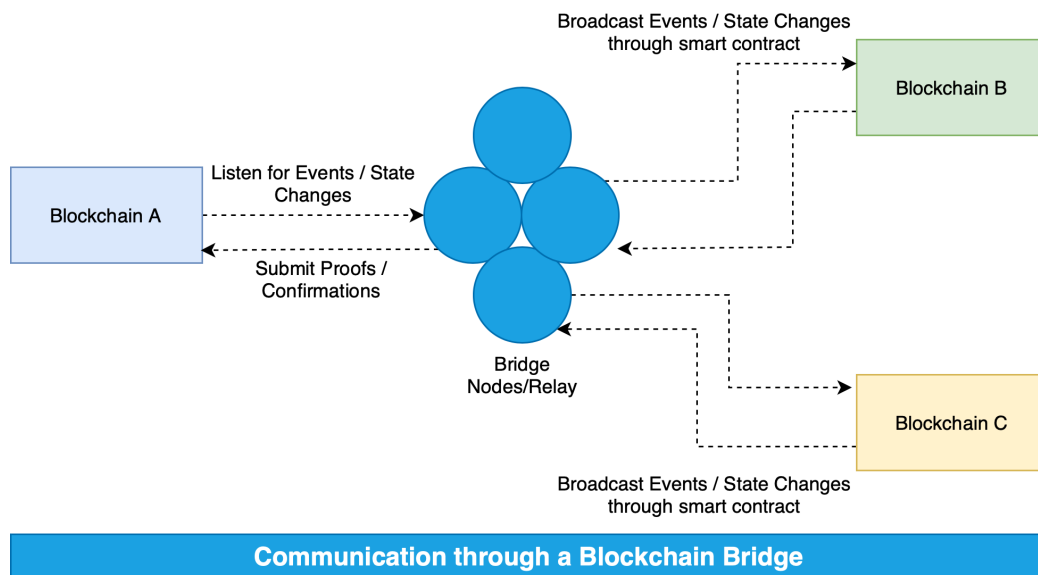 Broadcast Events / State Changes
through smart contract
Blockchain B
Listen for Events / State
Changes
Blockchain A
Submit Proofs /
Confirmations
Bridge
Nodes/Relay
Blockchain C
Broadcast Events / State Changes
through smart contract
Communication through a Blockchain Bridge